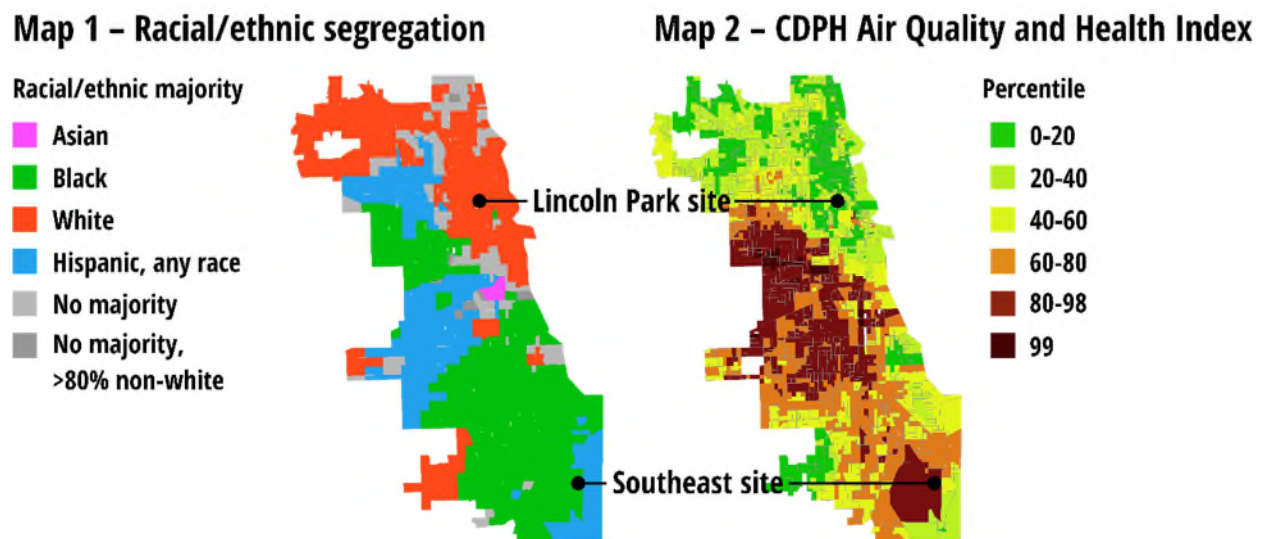 Map 1 – Racial/ethnic segregation
Racial/ethnic majority
Asian
Black
White
Hispanic, any race
No majority
No majority,
>80% non-white
Map 2 – CDPH Air Quality and Health Index
Percentile
0-20
20-40
40-60
60-80
80-98
99
Lincoln Park site
Southeast site